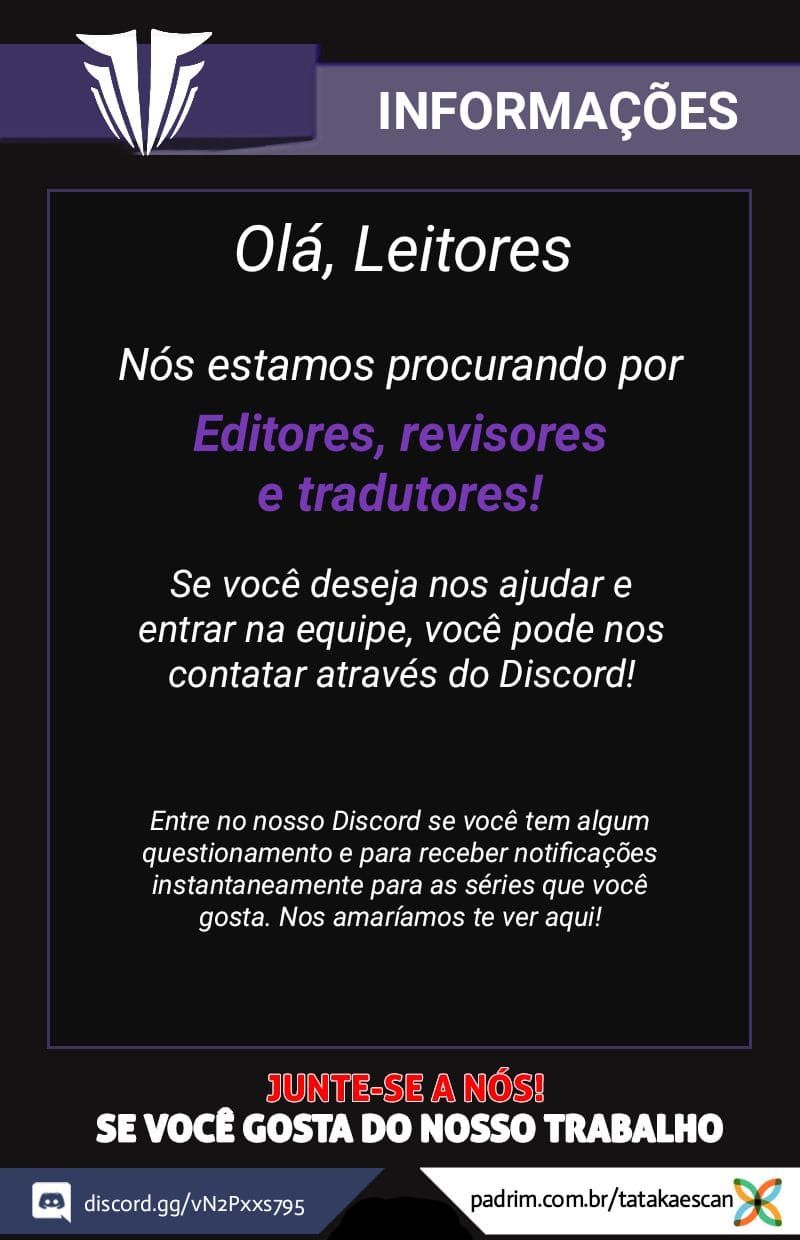 INFORMAÇÕES
Olá, Leitores
Nós estamos procurando por
Editores, revisores
e tradutores!
Se você deseja nos ajudar e
entrar na equipe, você pode nos
contatar através do Discord!
Entre no nosso Discord se você tem algum
questionamento e para receber notificações
instantaneamente para as séries que você
gosta. Nos amaríamos te ver aqui!
JUNTE-SE A NÓS!
SE VOCÊ GOSTA DO NOSSO TRABALHO
discord.gg/vN2Pxxs795
padrim.com.br/tatakaescan